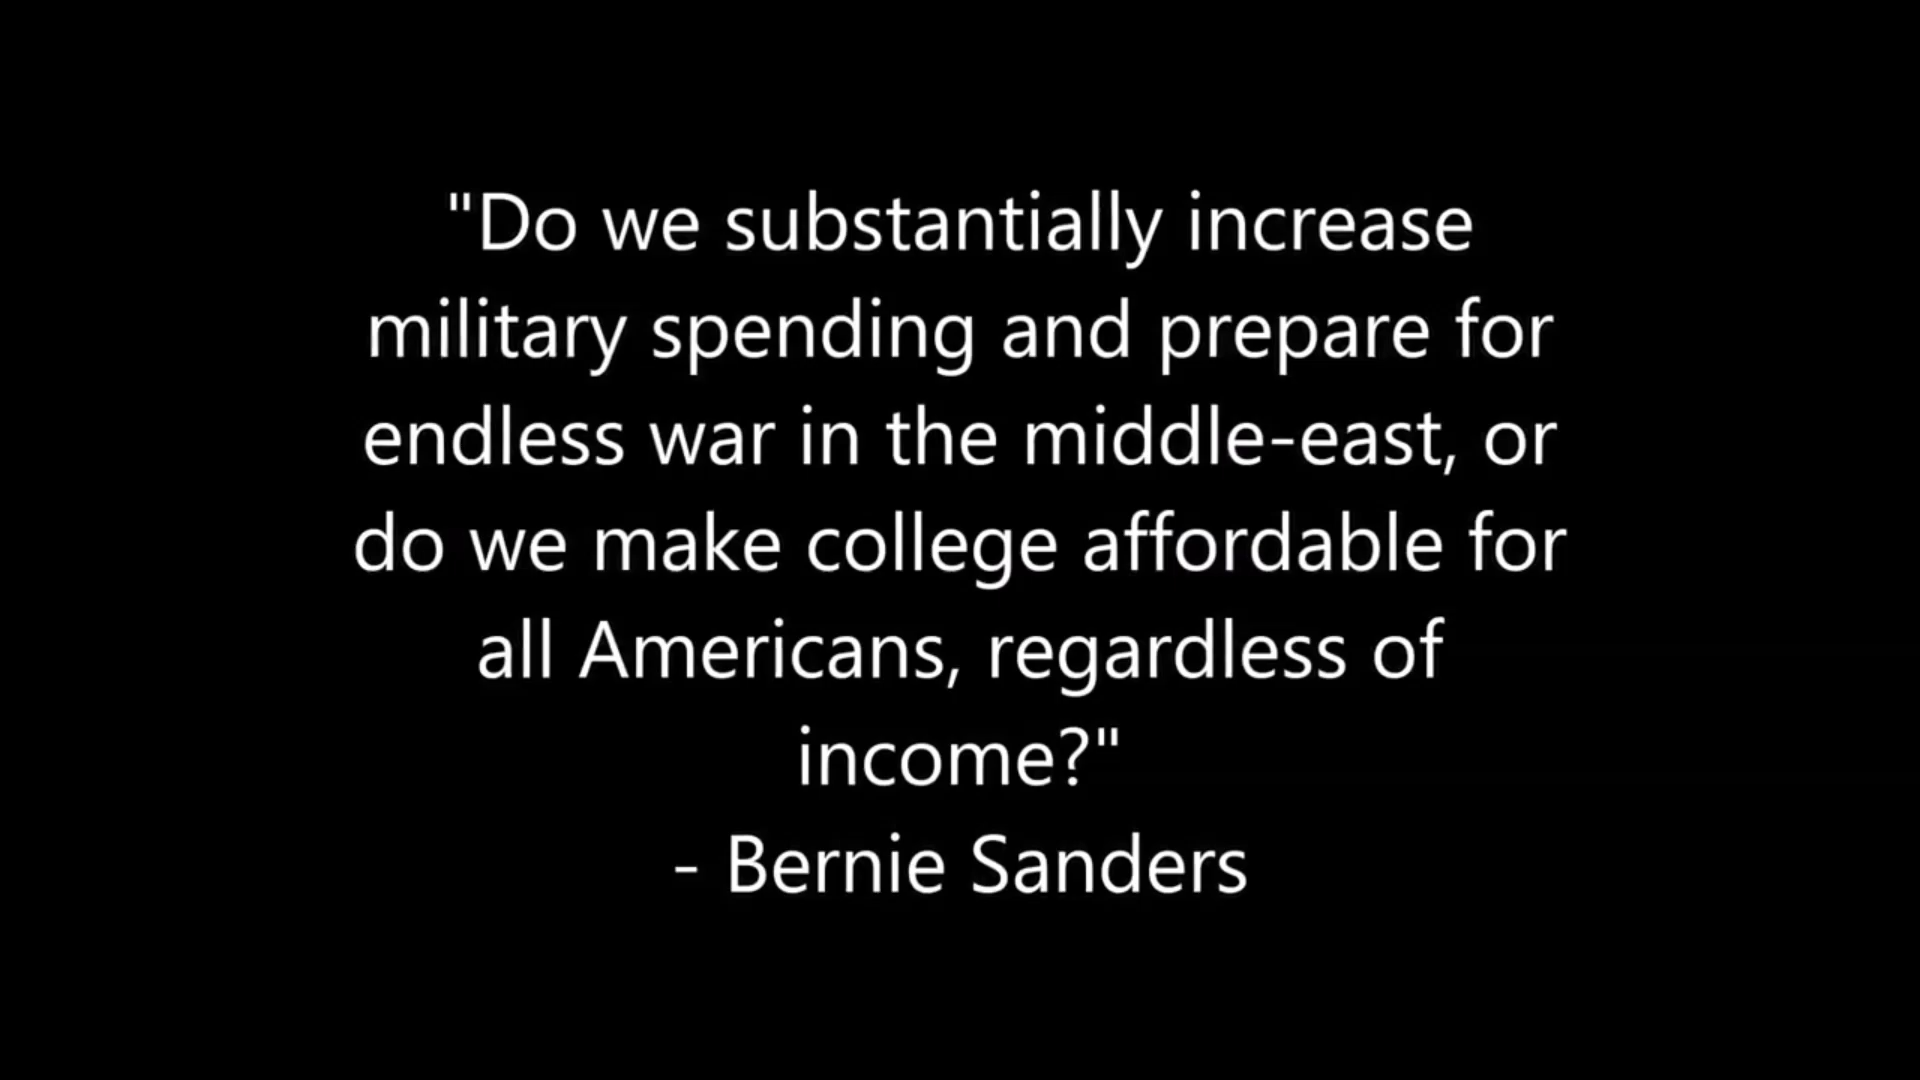 "Do we substantially increase
military spending and prepare for
endless war in the middle-east, or
do we make college affordable for
all Americans, regardless of
income?"
- Bernie Sanders